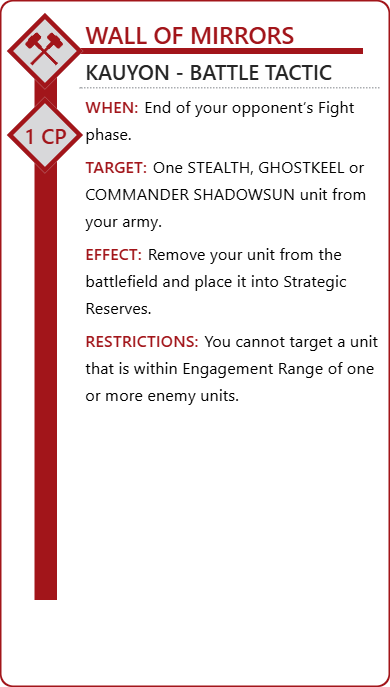 WALL OF MIRRORS
KAUYON - BATTLE TACTIC
1 CP
WHEN: End of your opponent’s Fight
phase.
TARGET: One STEALTH, GHOSTKEEL or
COMMANDER SHADOWSUN unit from
your army.
EFFECT: Remove your unit from the
battlefield and place it into Strategic
Reserves.
RESTRICTIONS: You cannot target a unit
that is within Engagement Range of one
or more enemy units.